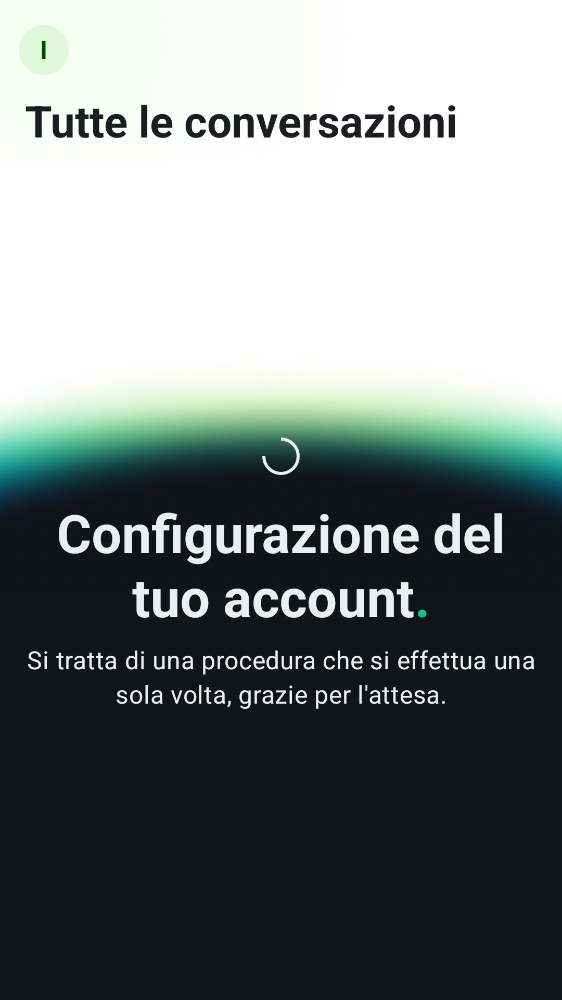 I
Tutte le conversazioni
Configurazione del
tuo account.
Si tratta di una procedura che si effettua una
sola volta, grazie per l'attesa.